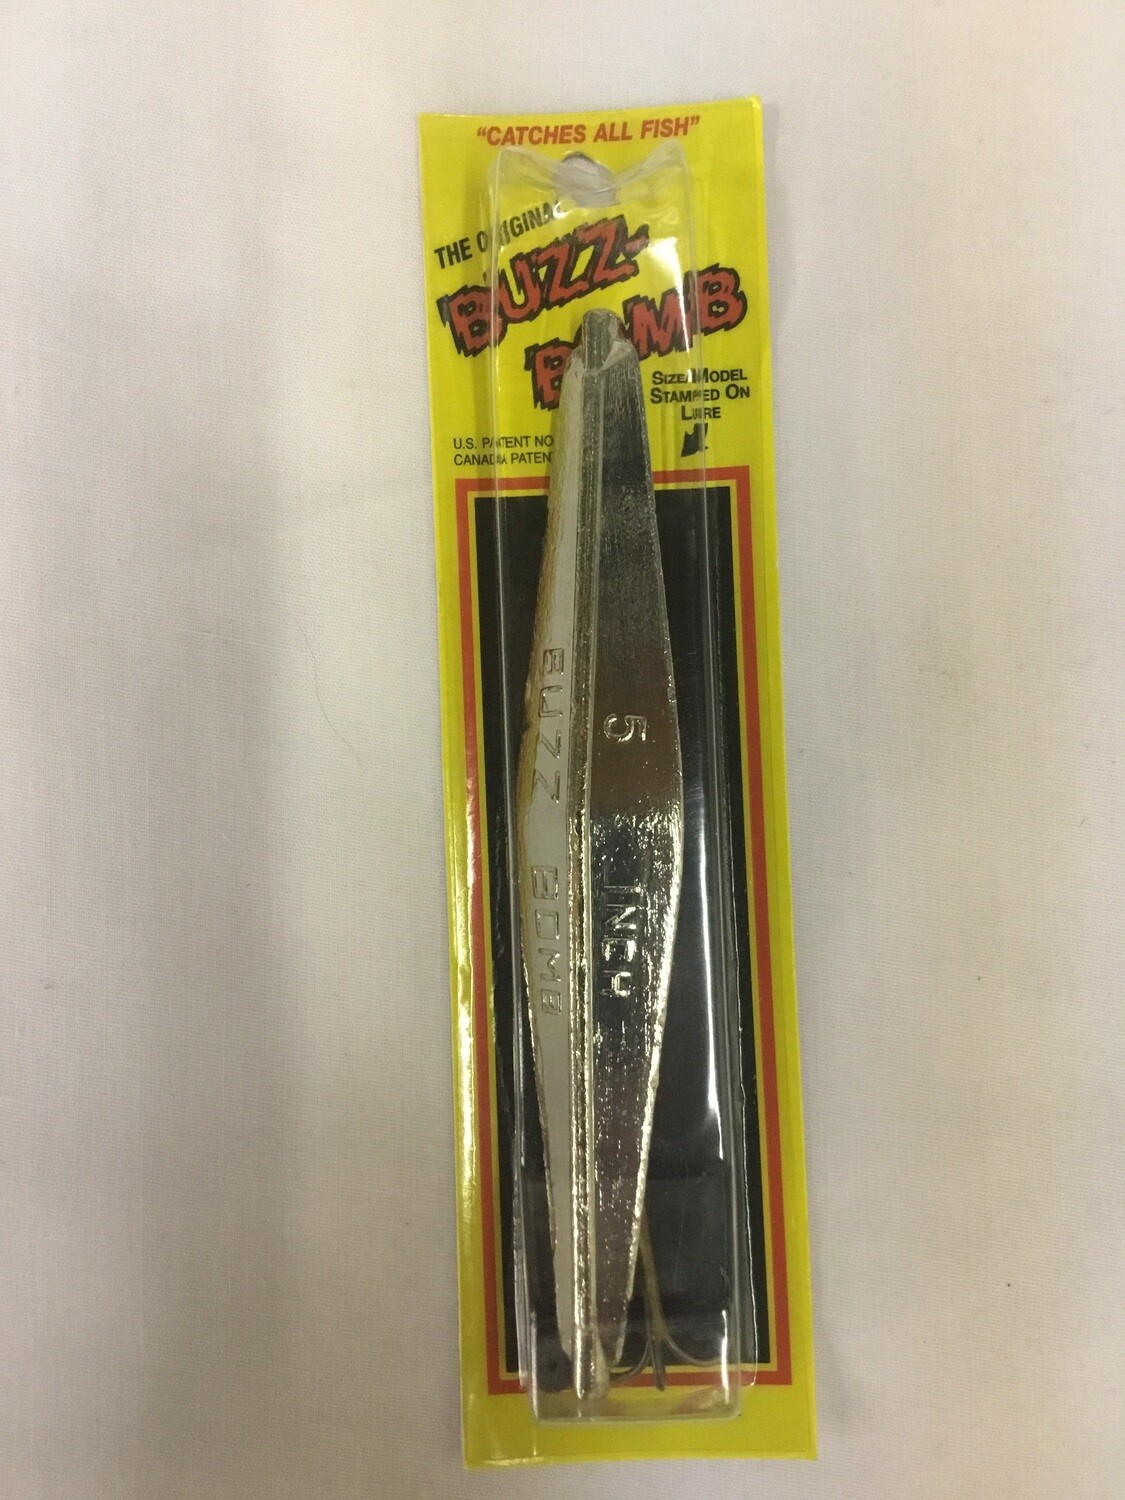 "CATCHES ALL FISH"
THE ORIGINAL
BUZZ-
BOMB
SIZE/MODEL
STAMPED ON
LURE
U.S. PATENT NO
CANADA PATENT
BUZZ BOMB
5 INCH